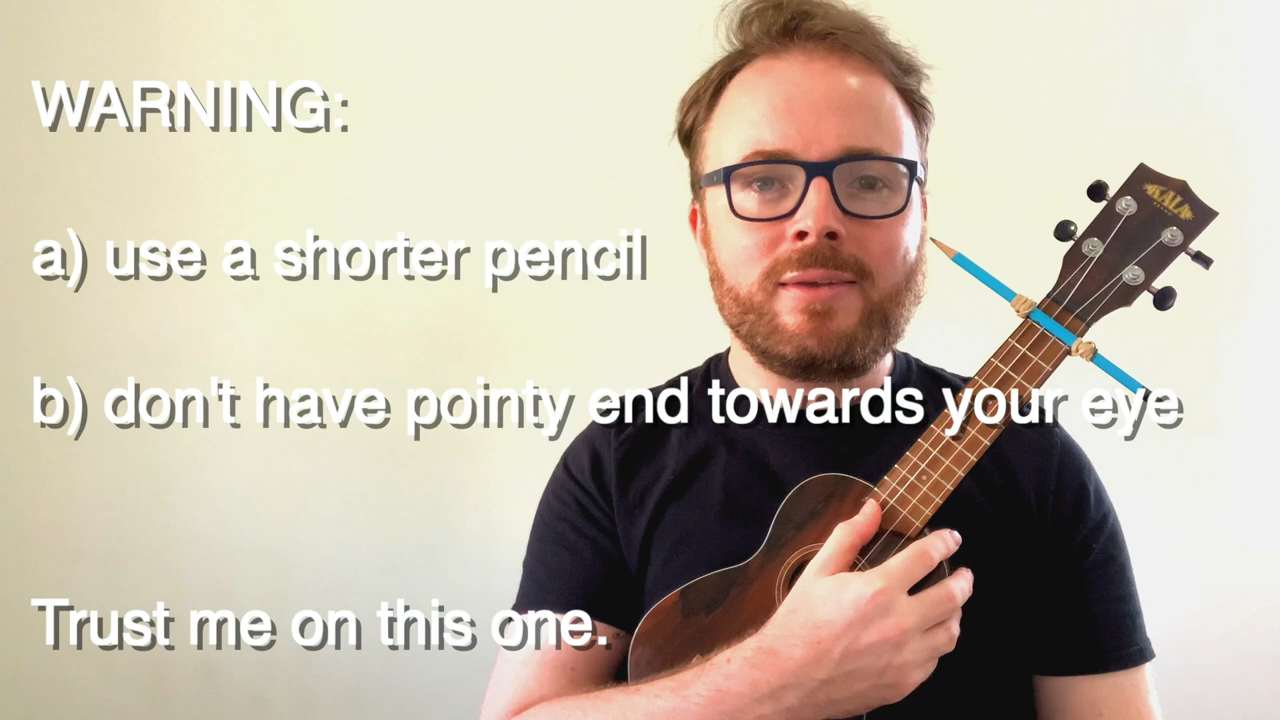 WARNING:
a) use a shorter pencil
KALA
b) don't have pointy end towards your eye
Trust me on this one.